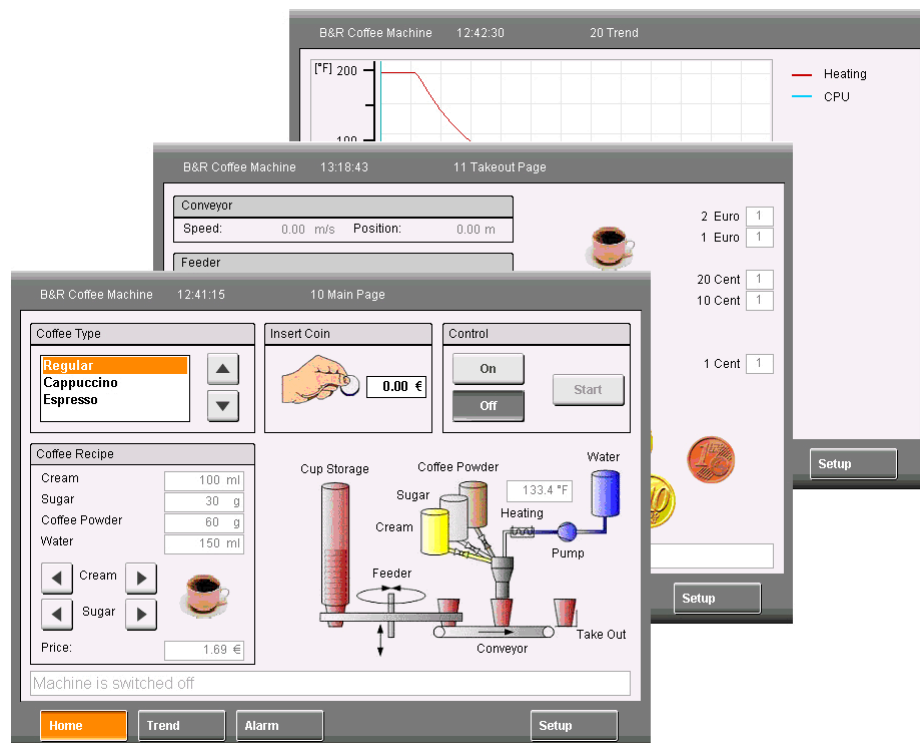 B&R Coffee Machine 12:42:30 20 Trend
[°F] 200
100
Heating
CPU
Setup
B&R Coffee Machine 13:18:43 11 Takeout Page
Conveyor
Speed: 0.00 m/s Position: 0.00 m
Feeder
2 Euro 1
1 Euro 1
20 Cent 1
10 Cent 1
1 Cent 1
Setup
B&R Coffee Machine 12:41:15 10 Main Page
Coffee Type
Regular
Cappuccino
Espresso
Insert Coin
0.00 €
Control
On
Off
Start
Coffee Recipe
Cream 100 ml
Sugar 30 g
Coffee Powder 60 g
Water 150 ml
Cream
Sugar
Price: 1.69 €
Cup Storage
Coffee Powder
Water
Sugar
133.4 °F
Cream
Heating
Pump
Feeder
Take Out
Conveyor
Machine is switched off
Home Trend Alarm Setup